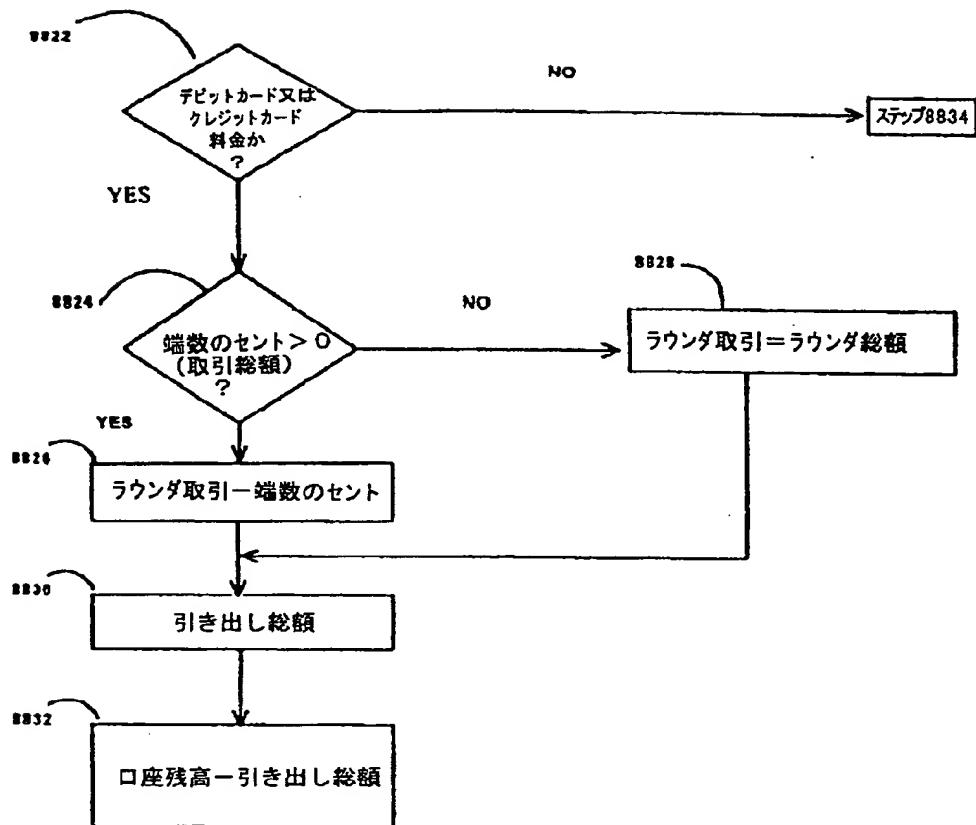 8822
デビットカード又は
クレジットカード
料金か
?
NO
ステップ8834
YES
8824
端数のセント>0
(取引総額)
?
NO
8828
ラウンダ取引=ラウンダ総額
YES
8826
ラウンダ取引ー端数のセント
8830
引き出し総額
8832
口座残高ー引き出し総額